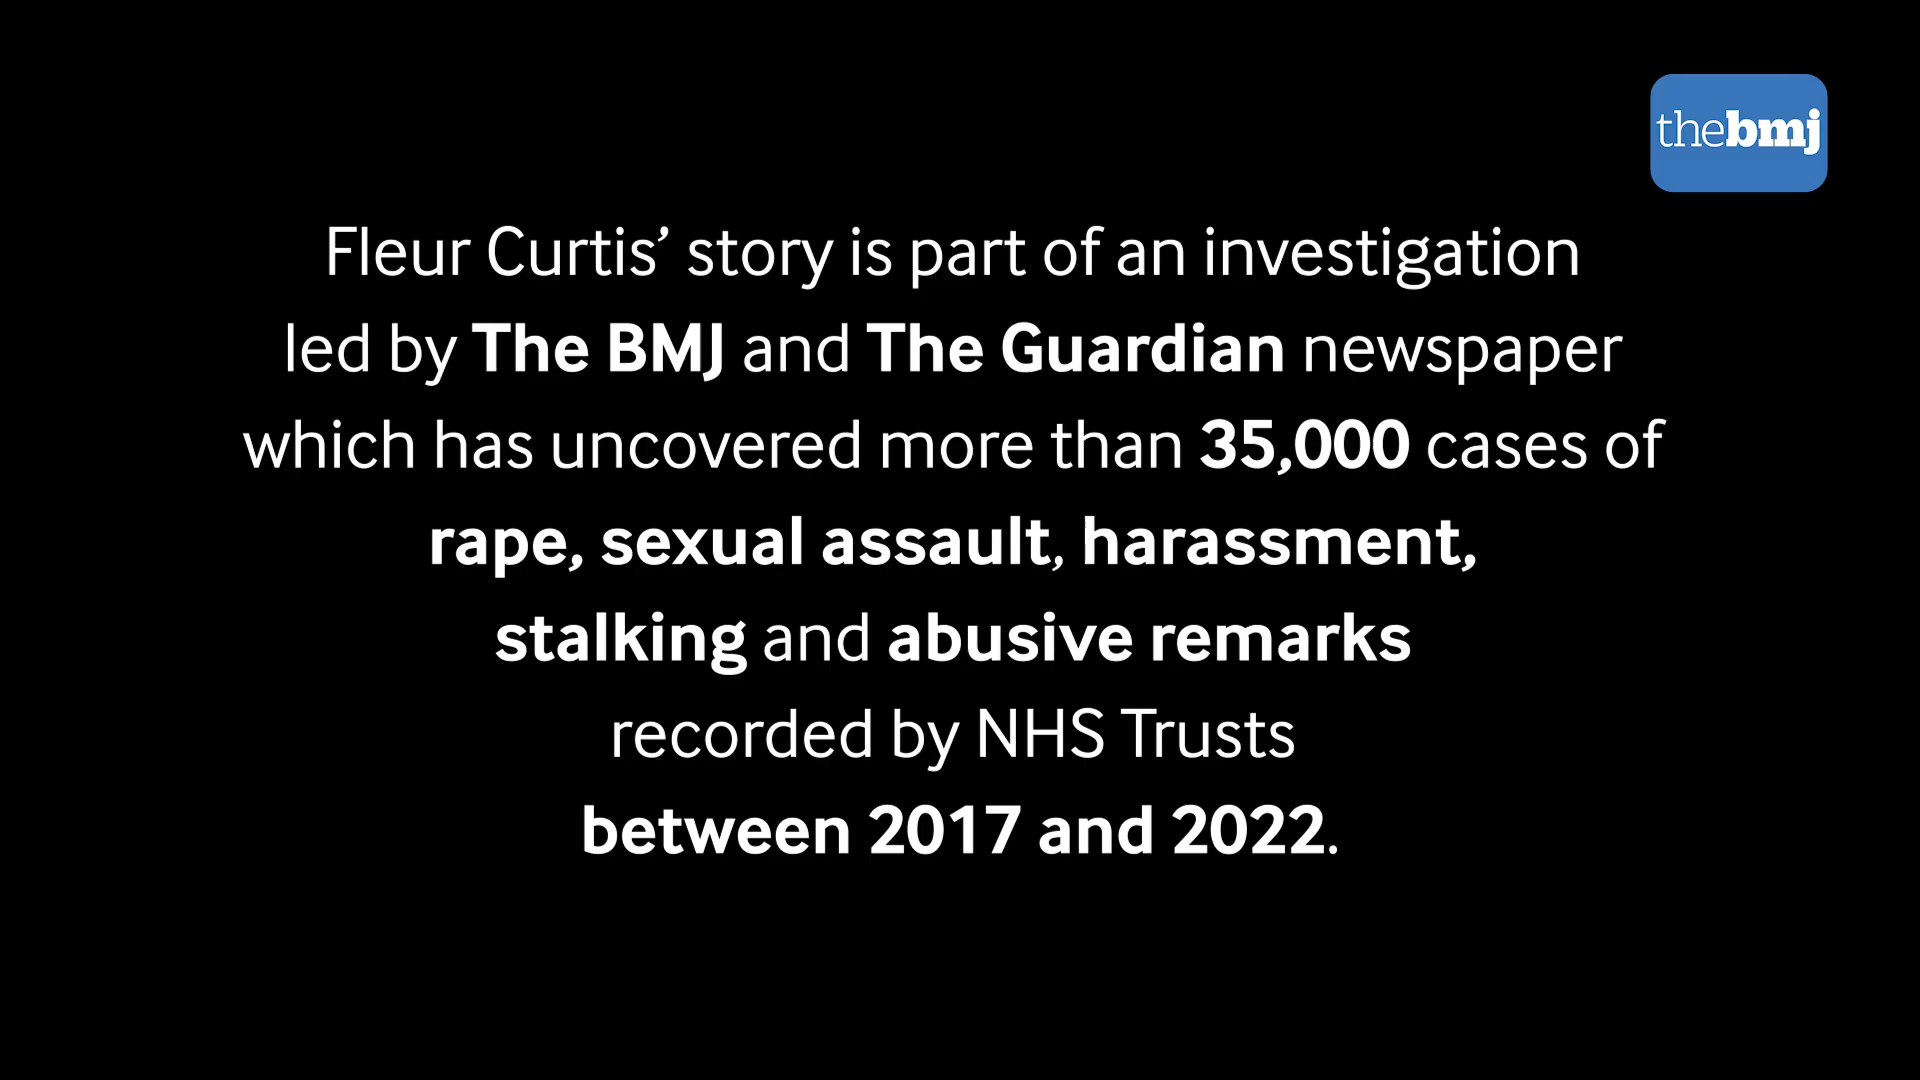 thebmj
Fleur Curtis’ story is part of an investigation
led by The BMJ and The Guardian newspaper
which has uncovered more than 35,000 cases of
rape, sexual assault, harassment,
stalking and abusive remarks
recorded by NHS Trusts
between 2017 and 2022.